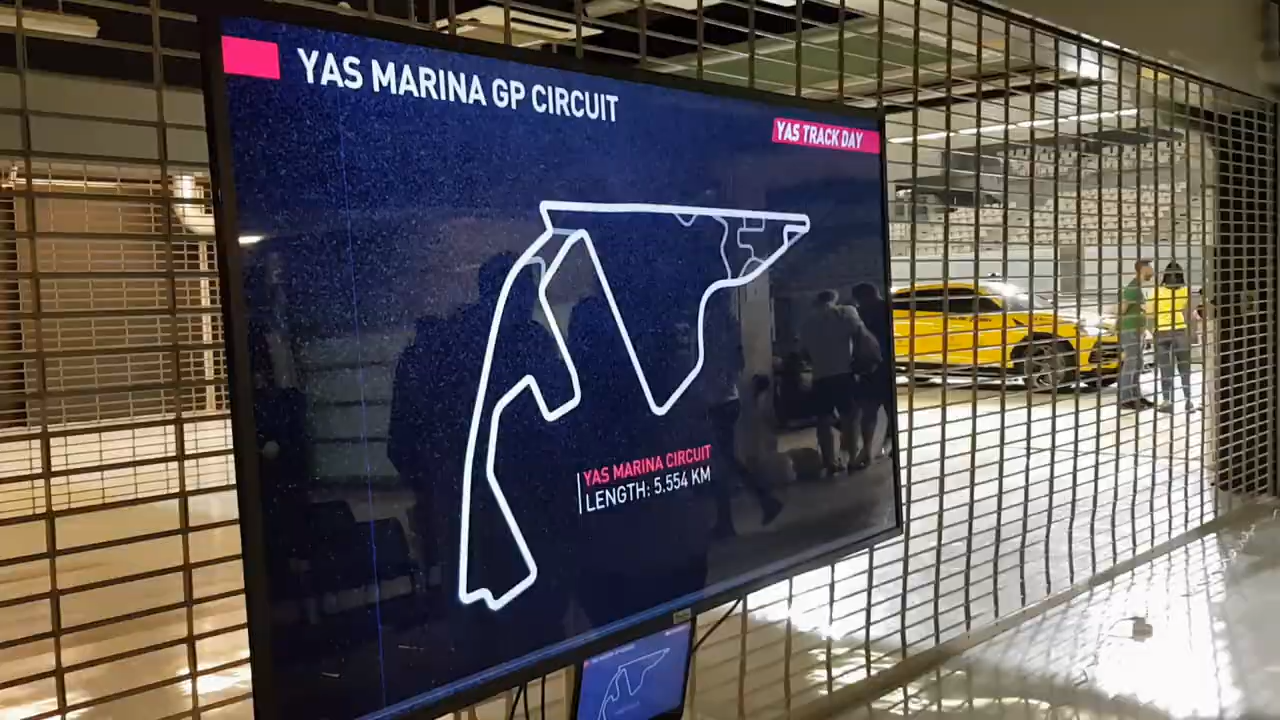 YAS MARINA GP CIRCUIT
YAS TRACK DAY
YAS MARINA CIRCUIT
LENGTH: 5.554 KM